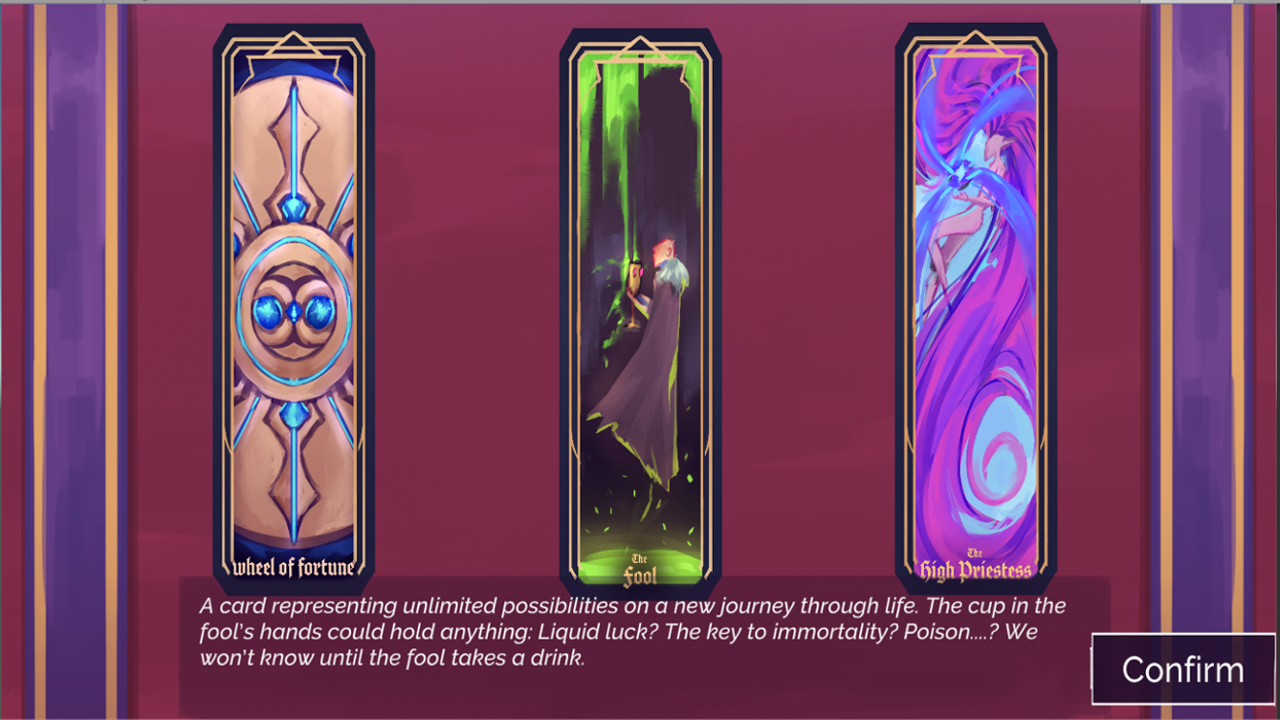 wheel of fortune
The
Fool
The
High Priestess
A card representing unlimited possibilities on a new journey through life. The cup in the
fool's hands could hold anything: Liquid luck? The key to immortality? Poison....? We
won't know until the fool takes a drink.
Confirm